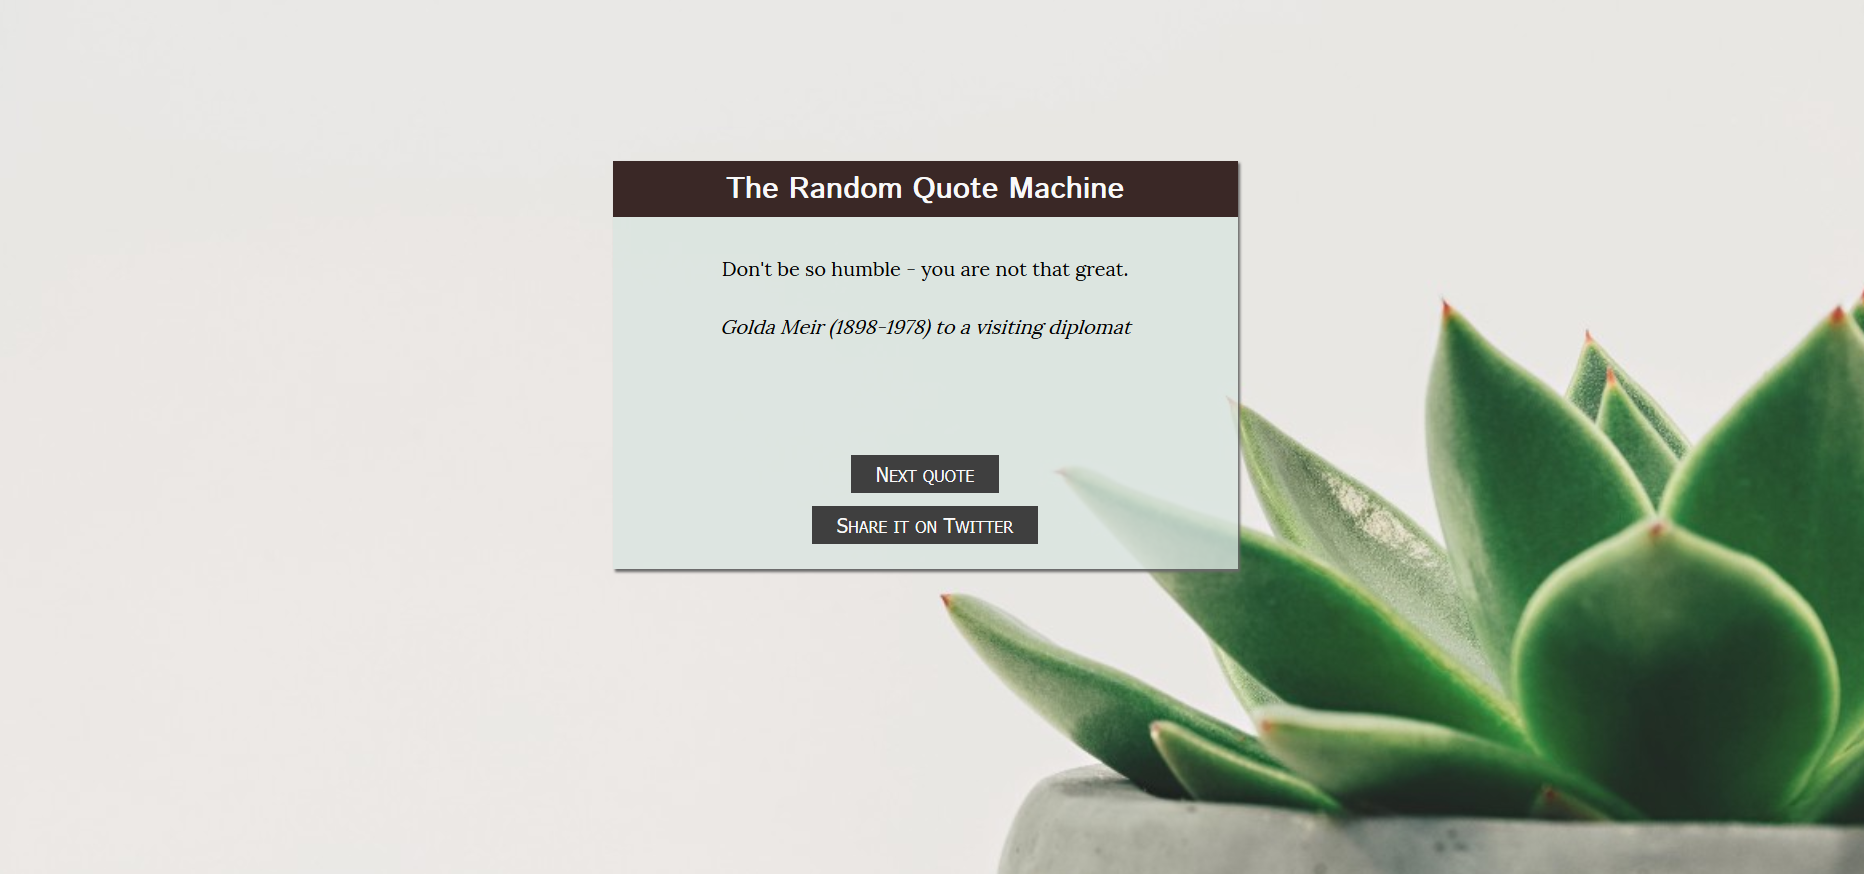 The Random Quote Machine
Don't be so humble - you are not that great.
Golda Meir (1898-1978) to a visiting diplomat
Next quote
Share it on Twitter